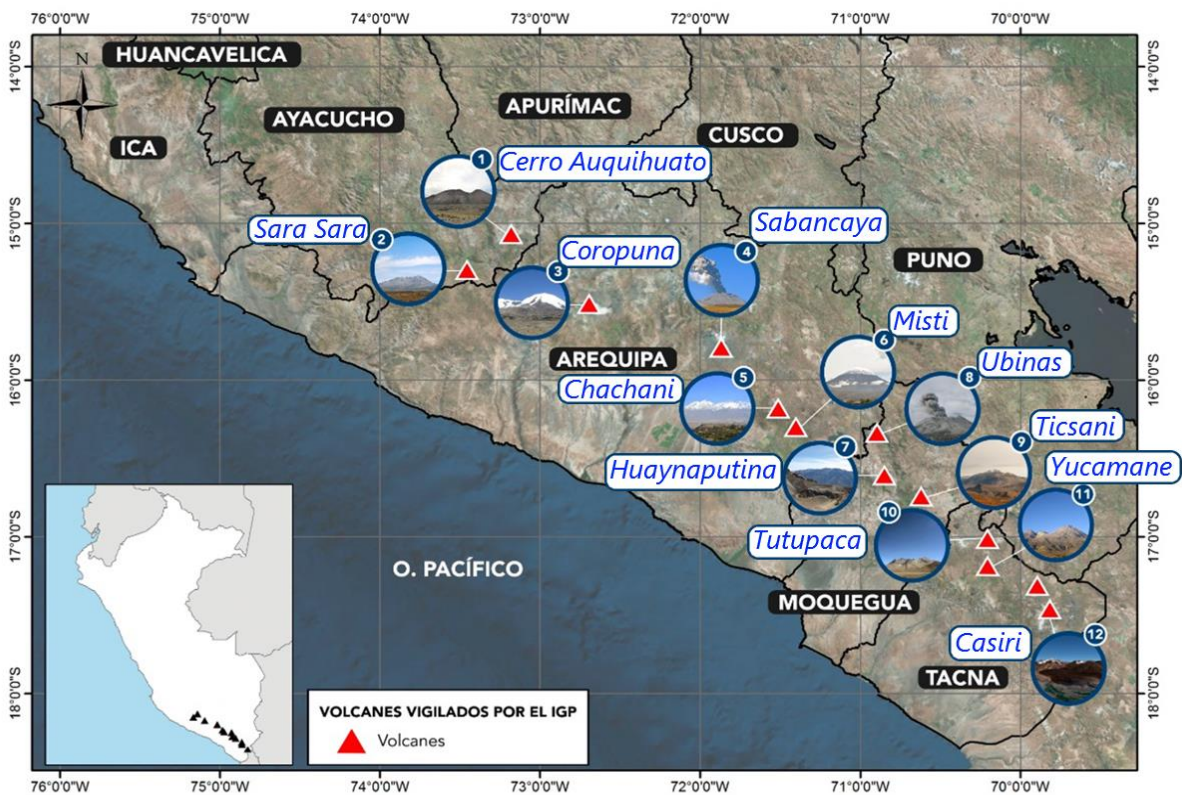 76°0'0"W 75°0'0"W 74°0'0"W 73°0'0"W 72°0'0"W 71°0'0"W 70°0'0"W
14°0'0"S
15°0'0"S
16°0'0"S
17°0'0"S
18°0'0"S
14°0'0"S
15°0'0"S
16°0'0"S
17°0'0"S
18°0'0"S
N
HUANCAVELICA
ICA
AYACUCHO
APURÍMAC
CUSCO
PUNO
AREQUIPA
MOQUEGUA
TACNA
O. PACÍFICO
1 Cerro Auquihuato
Sara Sara 2
3 Coropuna
4 Sabancaya
Chachani 5
6 Misti
Huaynaputina 7
8 Ubinas
9 Ticsani
Tutupaca 10
11 Yucamane
Casiri 12
VOLCANES VIGILADOS POR EL IGP
Volcanes
76°0'0"W 75°0'0"W 74°0'0"W 73°0'0"W 72°0'0"W 71°0'0"W 70°0'0"W